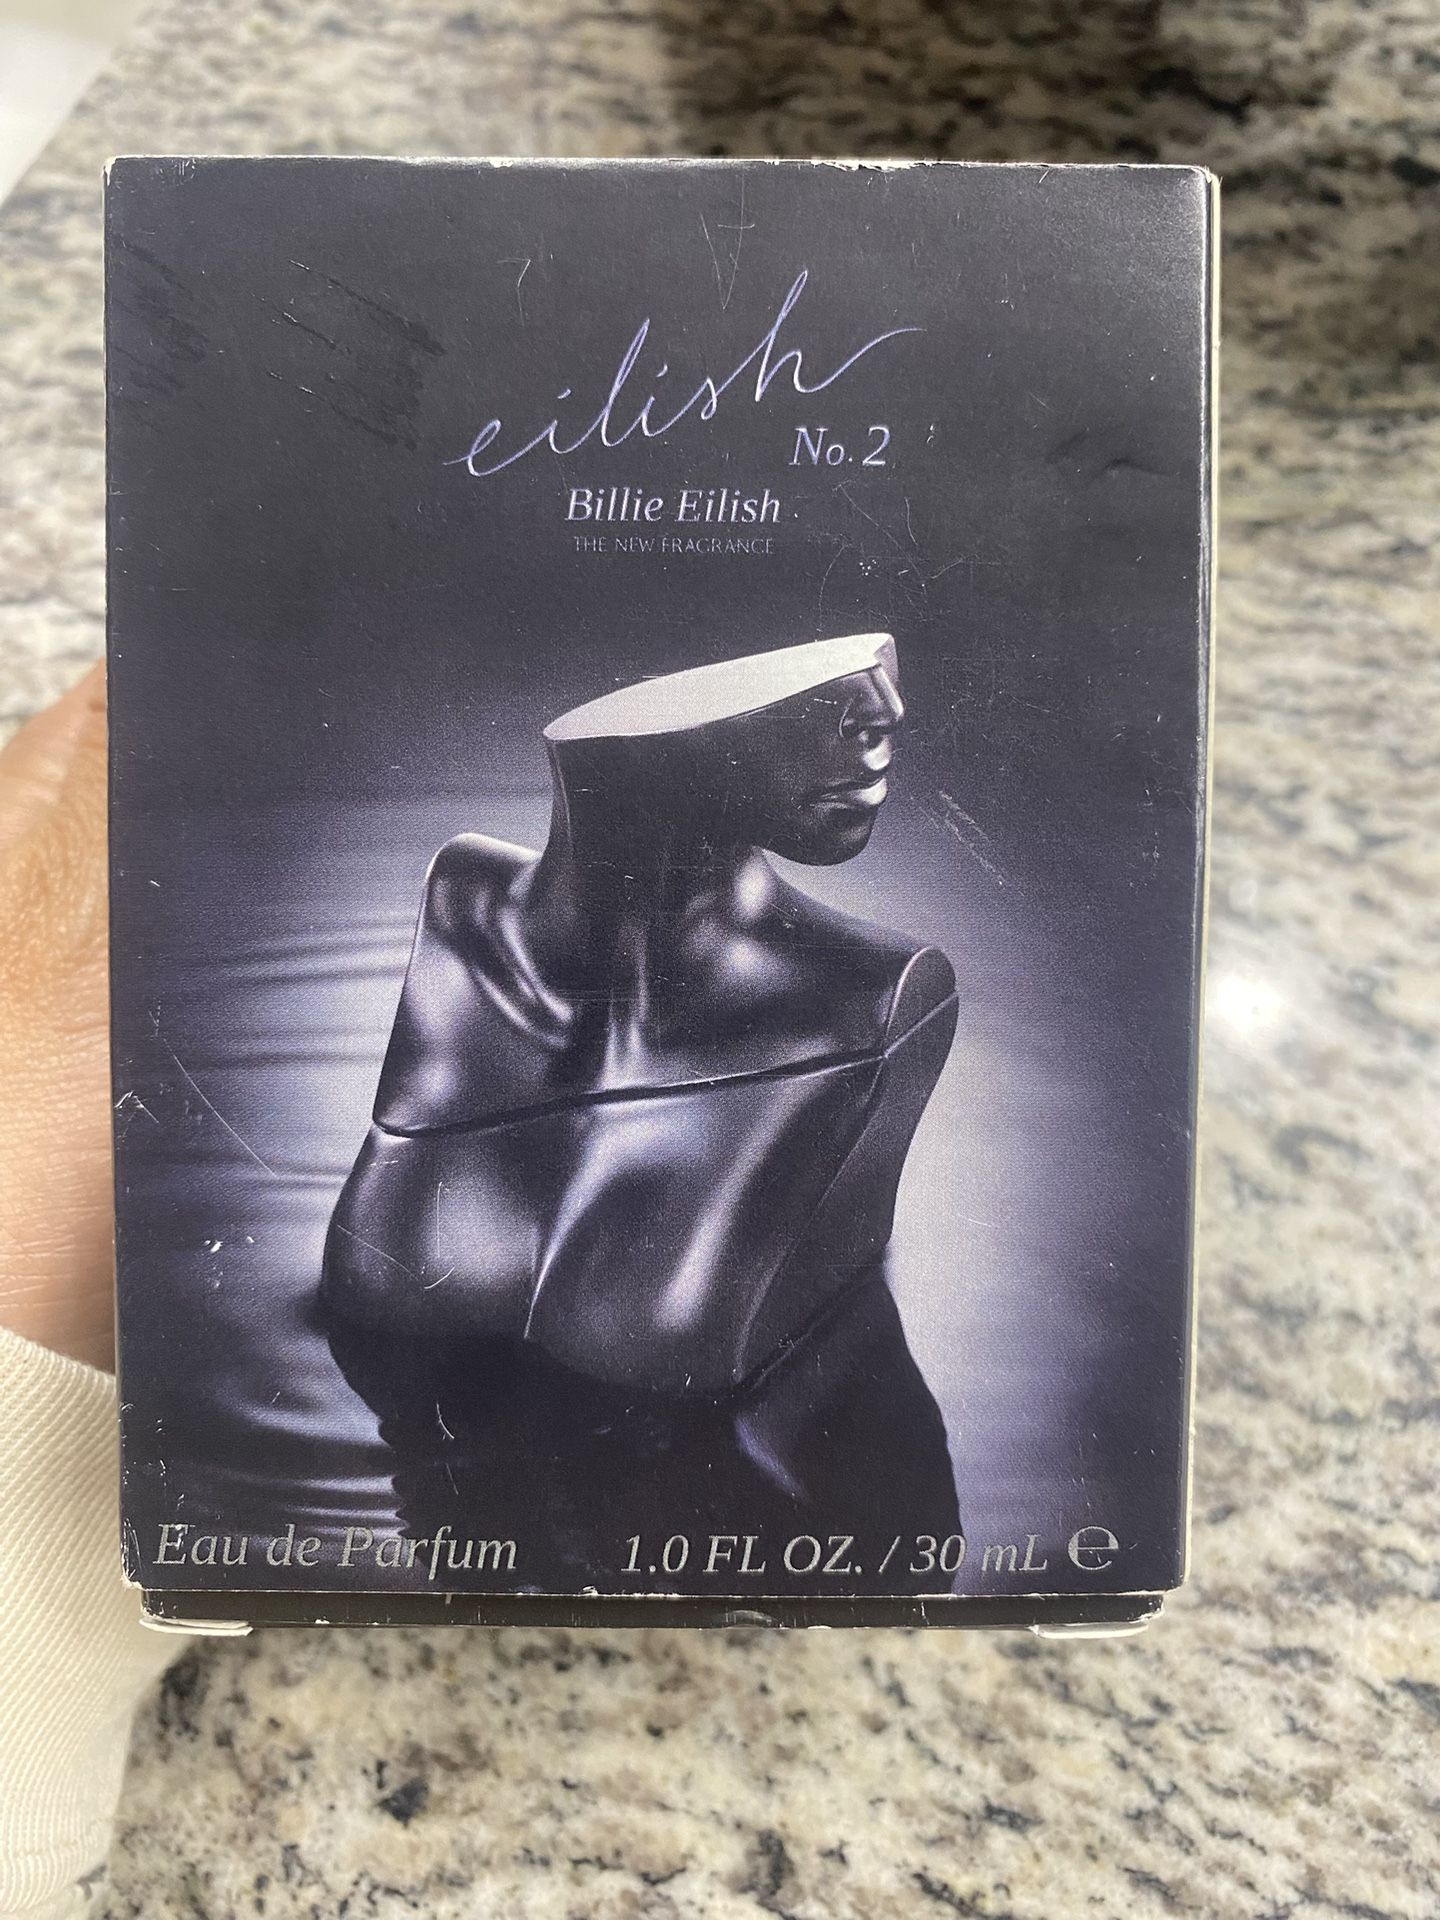 eilish
No. 2
Billie Eilish
THE NEW FRAGRANCE
Eau de Parfum 1.0 FL OZ. / 30 mL ℮